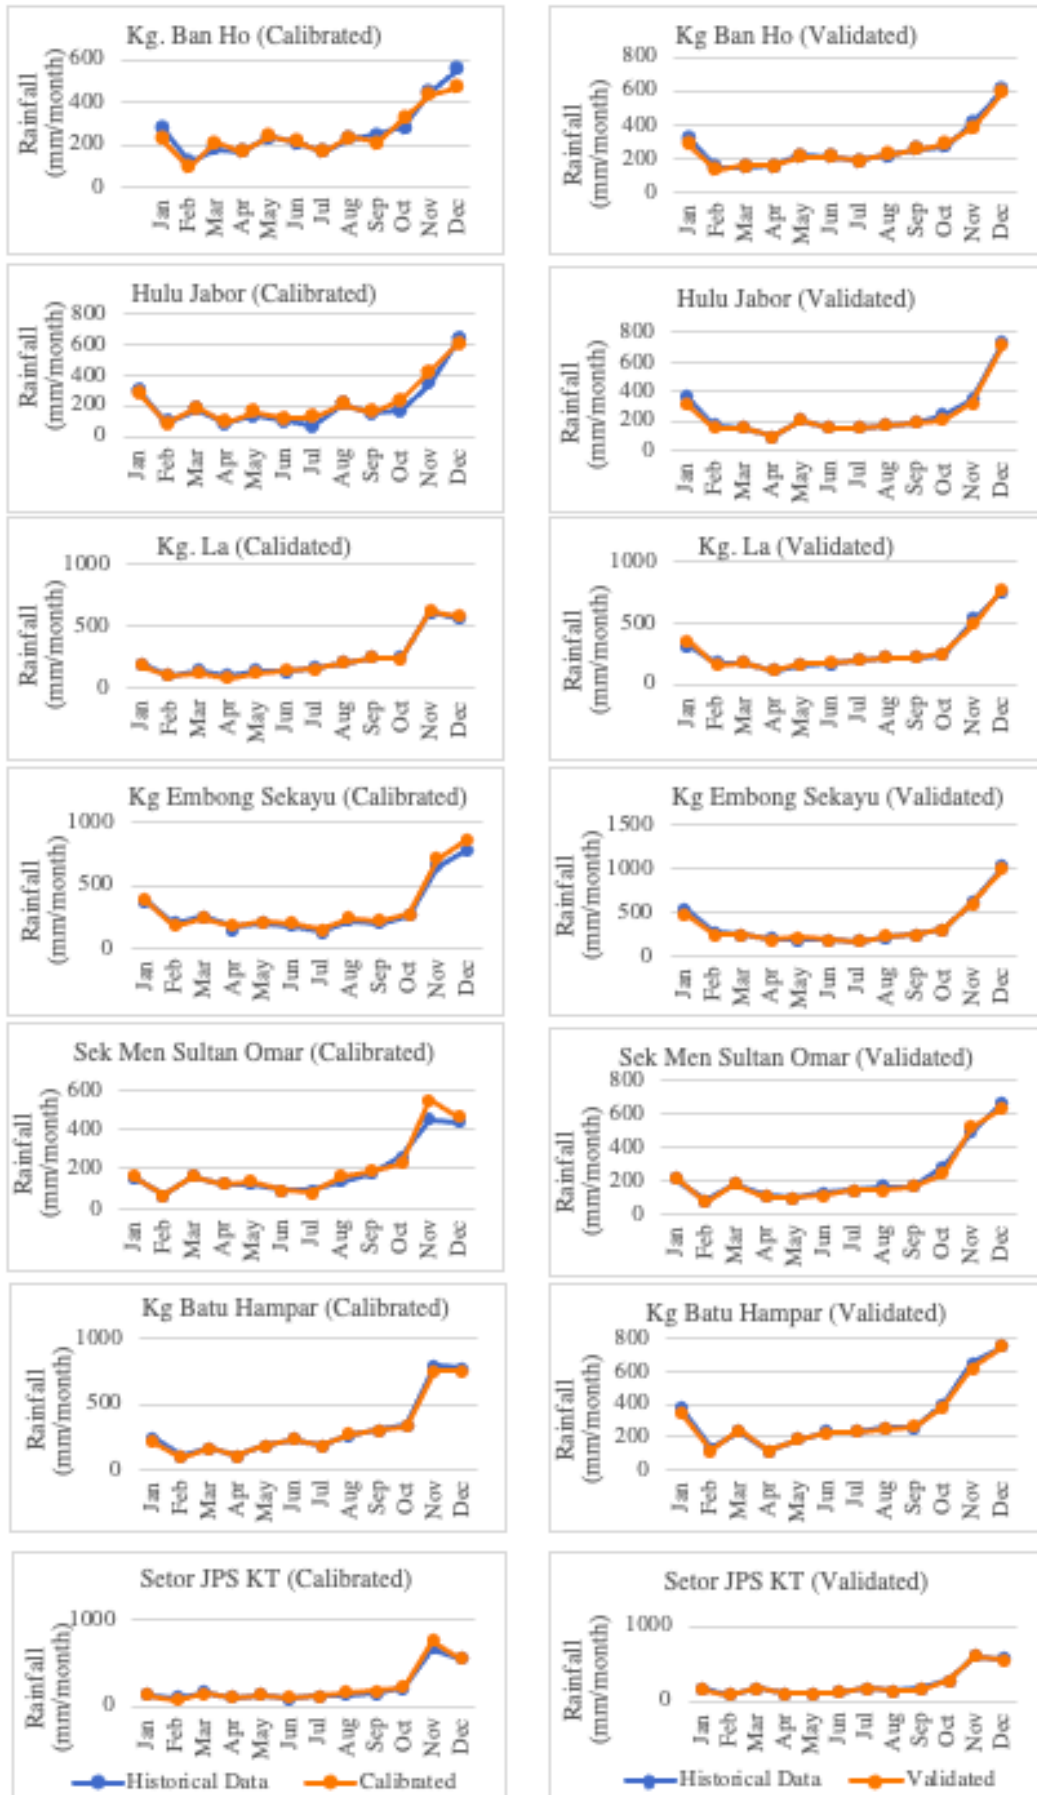 Kg. Ban Ho (Calibrated)
Rainfall
(mm/month)
600
400
200
0
Jan Feb Mar Apr May Jun Jul Aug Sep Oct Nov Dec
Kg Ban Ho (Validated)
Rainfall
(mm/month)
800
600
400
200
0
Jan Feb Mar Apr May Jun Jul Aug Sep Oct Nov Dec
Hulu Jabor (Calibrated)
Rainfall
(mm/month)
800
600
400
200
0
Jan Feb Mar Apr May Jun Jul Aug Sep Oct Nov Dec
Hulu Jabor (Validated)
Rainfall
(mm/month)
800
600
400
200
0
Jan Feb Mar Apr May Jun Jul Aug Sep Oct Nov Dec
Kg. La (Calidated)
Rainfall
(mm/month)
1000
500
0
Jan Feb Mar Apr May Jun Jul Aug Sep Oct Nov Dec
Kg. La (Validated)
Rainfall
(mm/month)
1000
500
0
Jan Feb Mar Apr May Jun Jul Aug Sep Oct Nov Dec
Kg Embong Sekayu (Calibrated)
Rainfall
(mm/month)
1000
500
0
Jan Feb Mar Apr May Jun Jul Aug Sep Oct Nov Dec
Kg Embong Sekayu (Validated)
Rainfall
(mm/month)
1500
1000
500
0
Jan Feb Mar Apr May Jun Jul Aug Sep Oct Nov Dec
Sek Men Sultan Omar (Calibrated)
Rainfall
(mm/month)
600
400
200
0
Jan Feb Mar Apr May Jun Jul Aug Sep Oct Nov Dec
Sek Men Sultan Omar (Validated)
Rainfall
(mm/month)
800
600
400
200
0
Jan Feb Mar Apr May Jun Jul Aug Sep Oct Nov Dec
Kg Batu Hampar (Calibrated)
Rainfall
(mm/month)
1000
500
0
Jan Feb Mar Apr May Jun Jul Aug Sep Oct Nov Dec
Kg Batu Hampar (Validated)
Rainfall
(mm/month)
800
600
400
200
0
Jan Feb Mar Apr May Jun Jul Aug Sep Oct Nov Dec
Setor JPS KT (Calibrated)
Rainfall
(mm/month)
1000
0
Jan Feb Mar Apr May Jun Jul Aug Sep Oct Nov Dec
Historical Data Calibrated
Setor JPS KT (Validated)
Rainfall
(mm/month)
1000
0
Jan Feb Mar Apr May Jun Jul Aug Sep Oct Nov Dec
Historical Data Validated